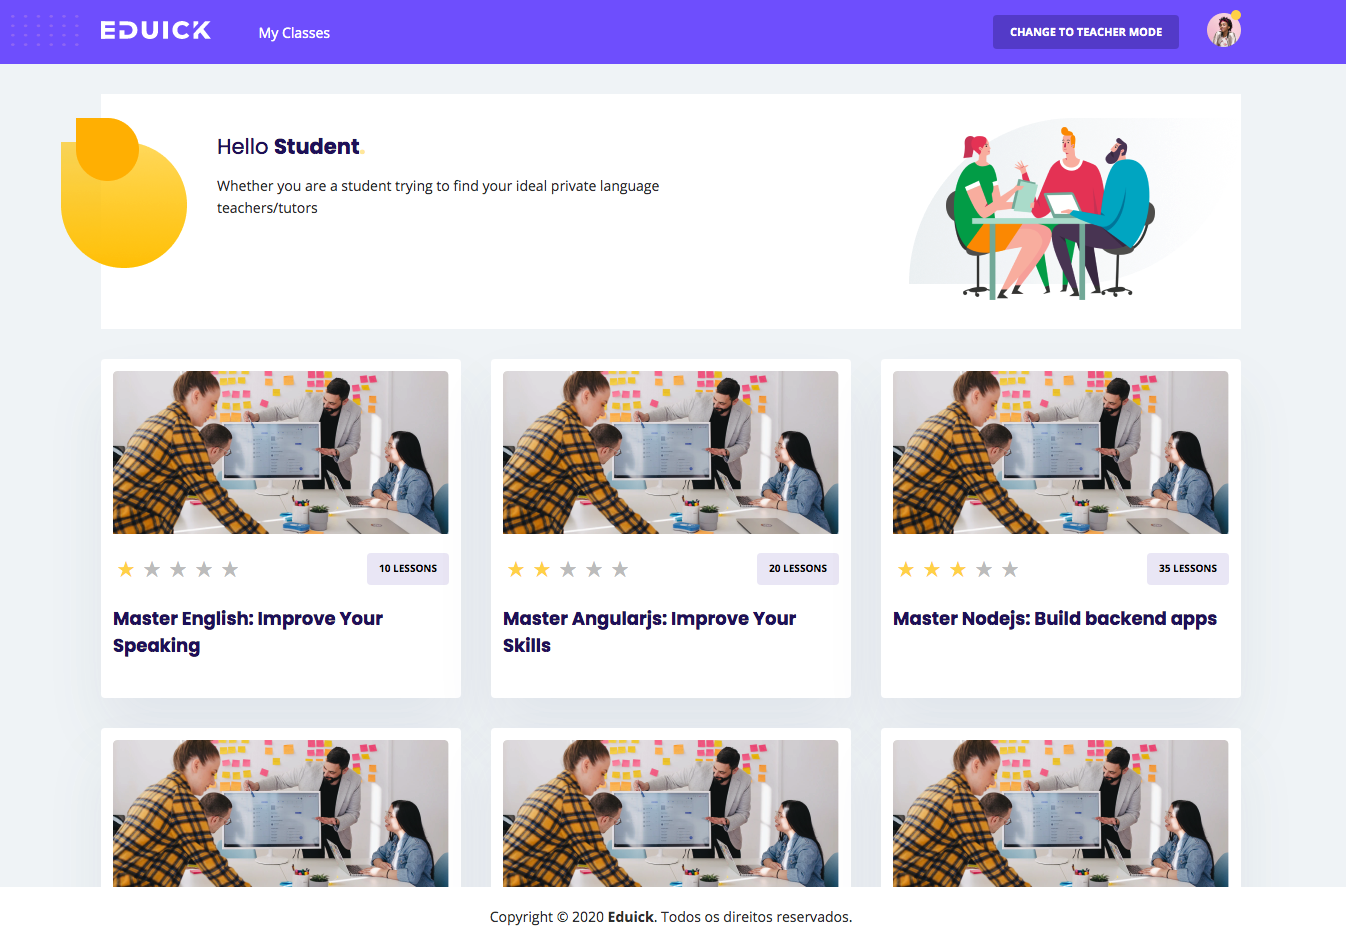 EDUICK
My Classes
CHANGE TO TEACHER MODE
Hello Student.
Whether you are a student trying to find your ideal private language
teachers/tutors
10 LESSONS
20 LESSONS
35 LESSONS
Master English: Improve Your
Speaking
Master Angularjs: Improve Your
Skills
Master Nodejs: Build backend apps
Copyright © 2020 Eduick. Todos os direitos reservados.